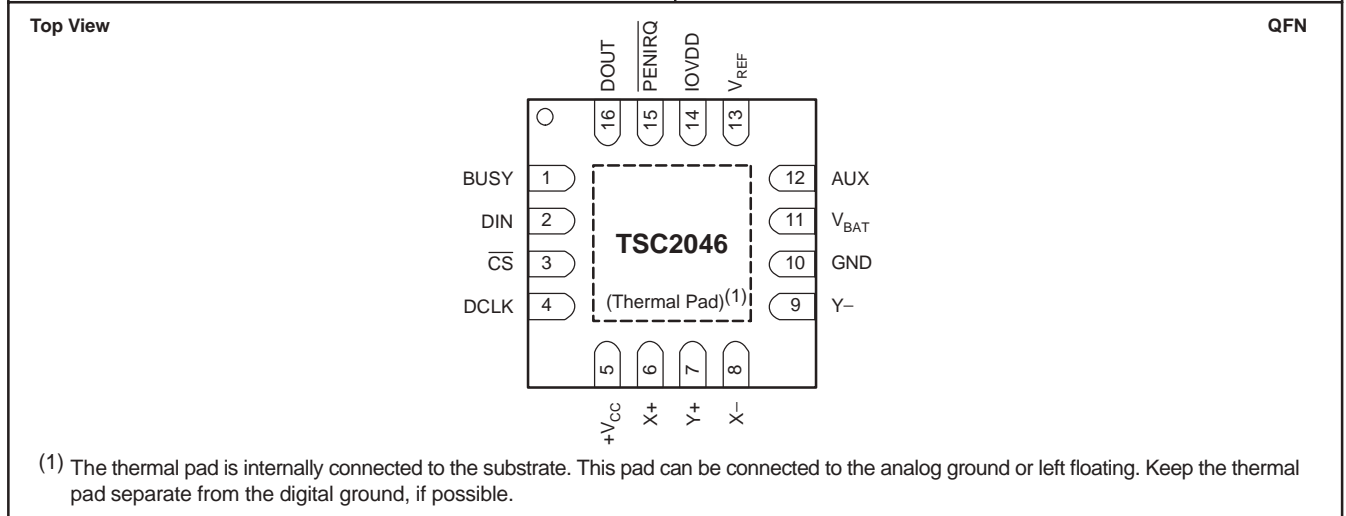 Top View
QFN
DOUT
PENIRQ
IOVDD
VREF
16
15
14
13
BUSY 1
12 AUX
DIN 2
11 VBAT
TSC2046
CS 3
10 GND
DCLK 4
(Thermal Pad)(1)
9 Y−
5
6
7
8
+VCC
X+
Y+
X−
(1) The thermal pad is internally connected to the substrate. This pad can be connected to the analog ground or left floating. Keep the thermal
pad separate from the digital ground, if possible.